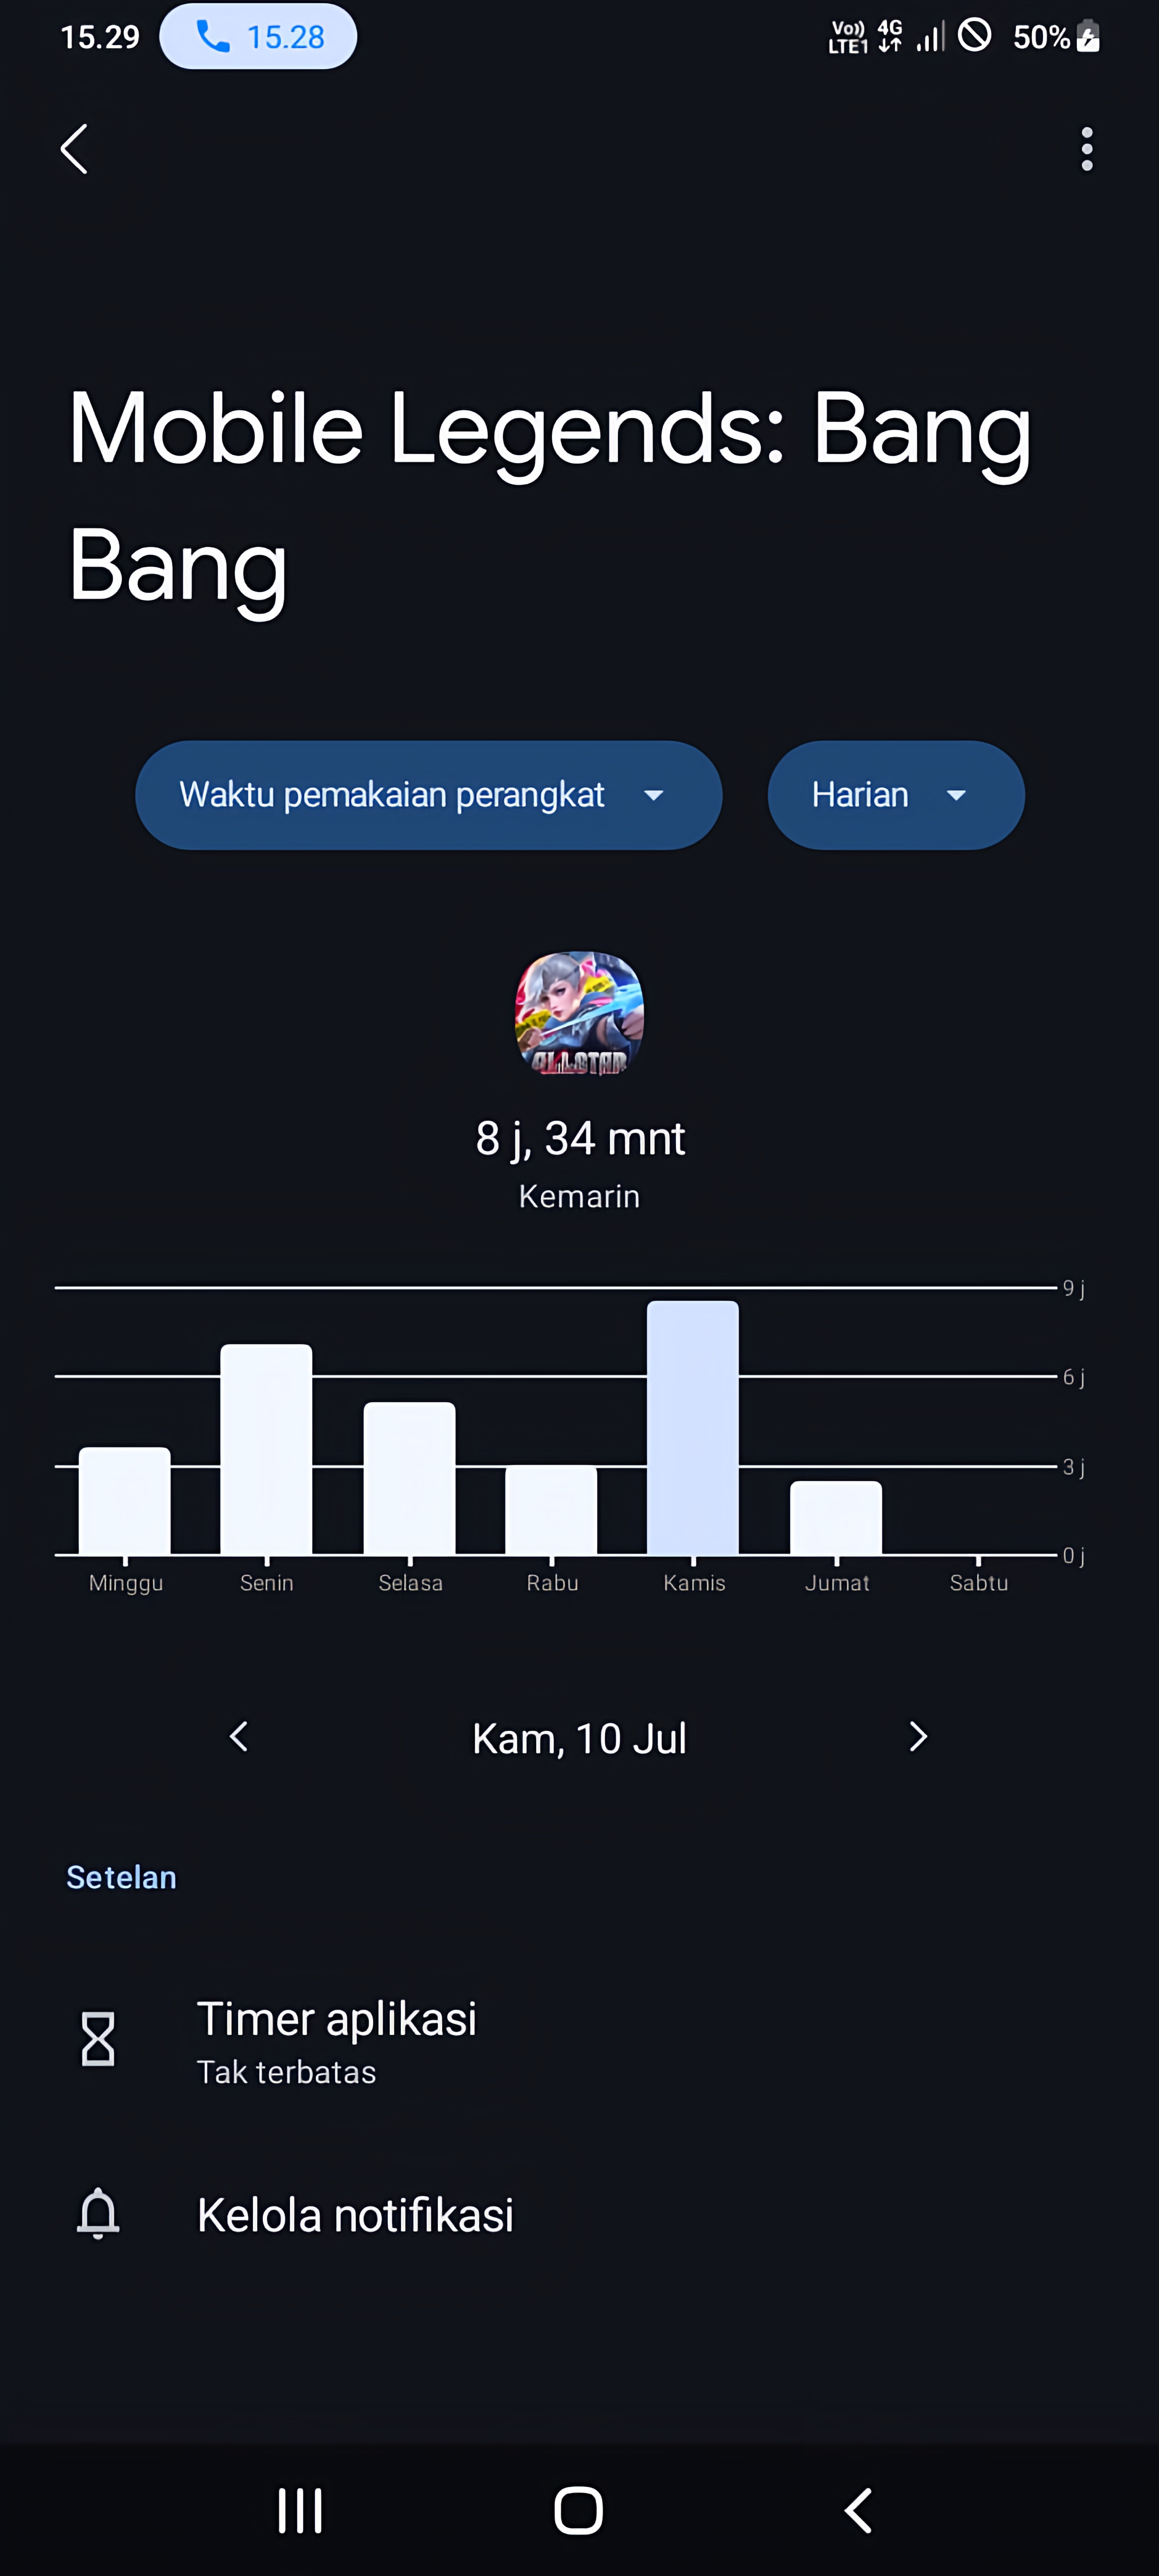 15.29 15.28 Vo)) LTE1 4G 50%
Mobile Legends: Bang
Bang
Waktu pemakaian perangkat Harian
ALLSTAR
8 j, 34 mnt
Kemarin
9 j
6 j
3 j
0 j
Minggu Senin Selasa Rabu Kamis Jumat Sabtu
Kam, 10 Jul
Setelan
Timer aplikasi
Tak terbatas
Kelola notifikasi